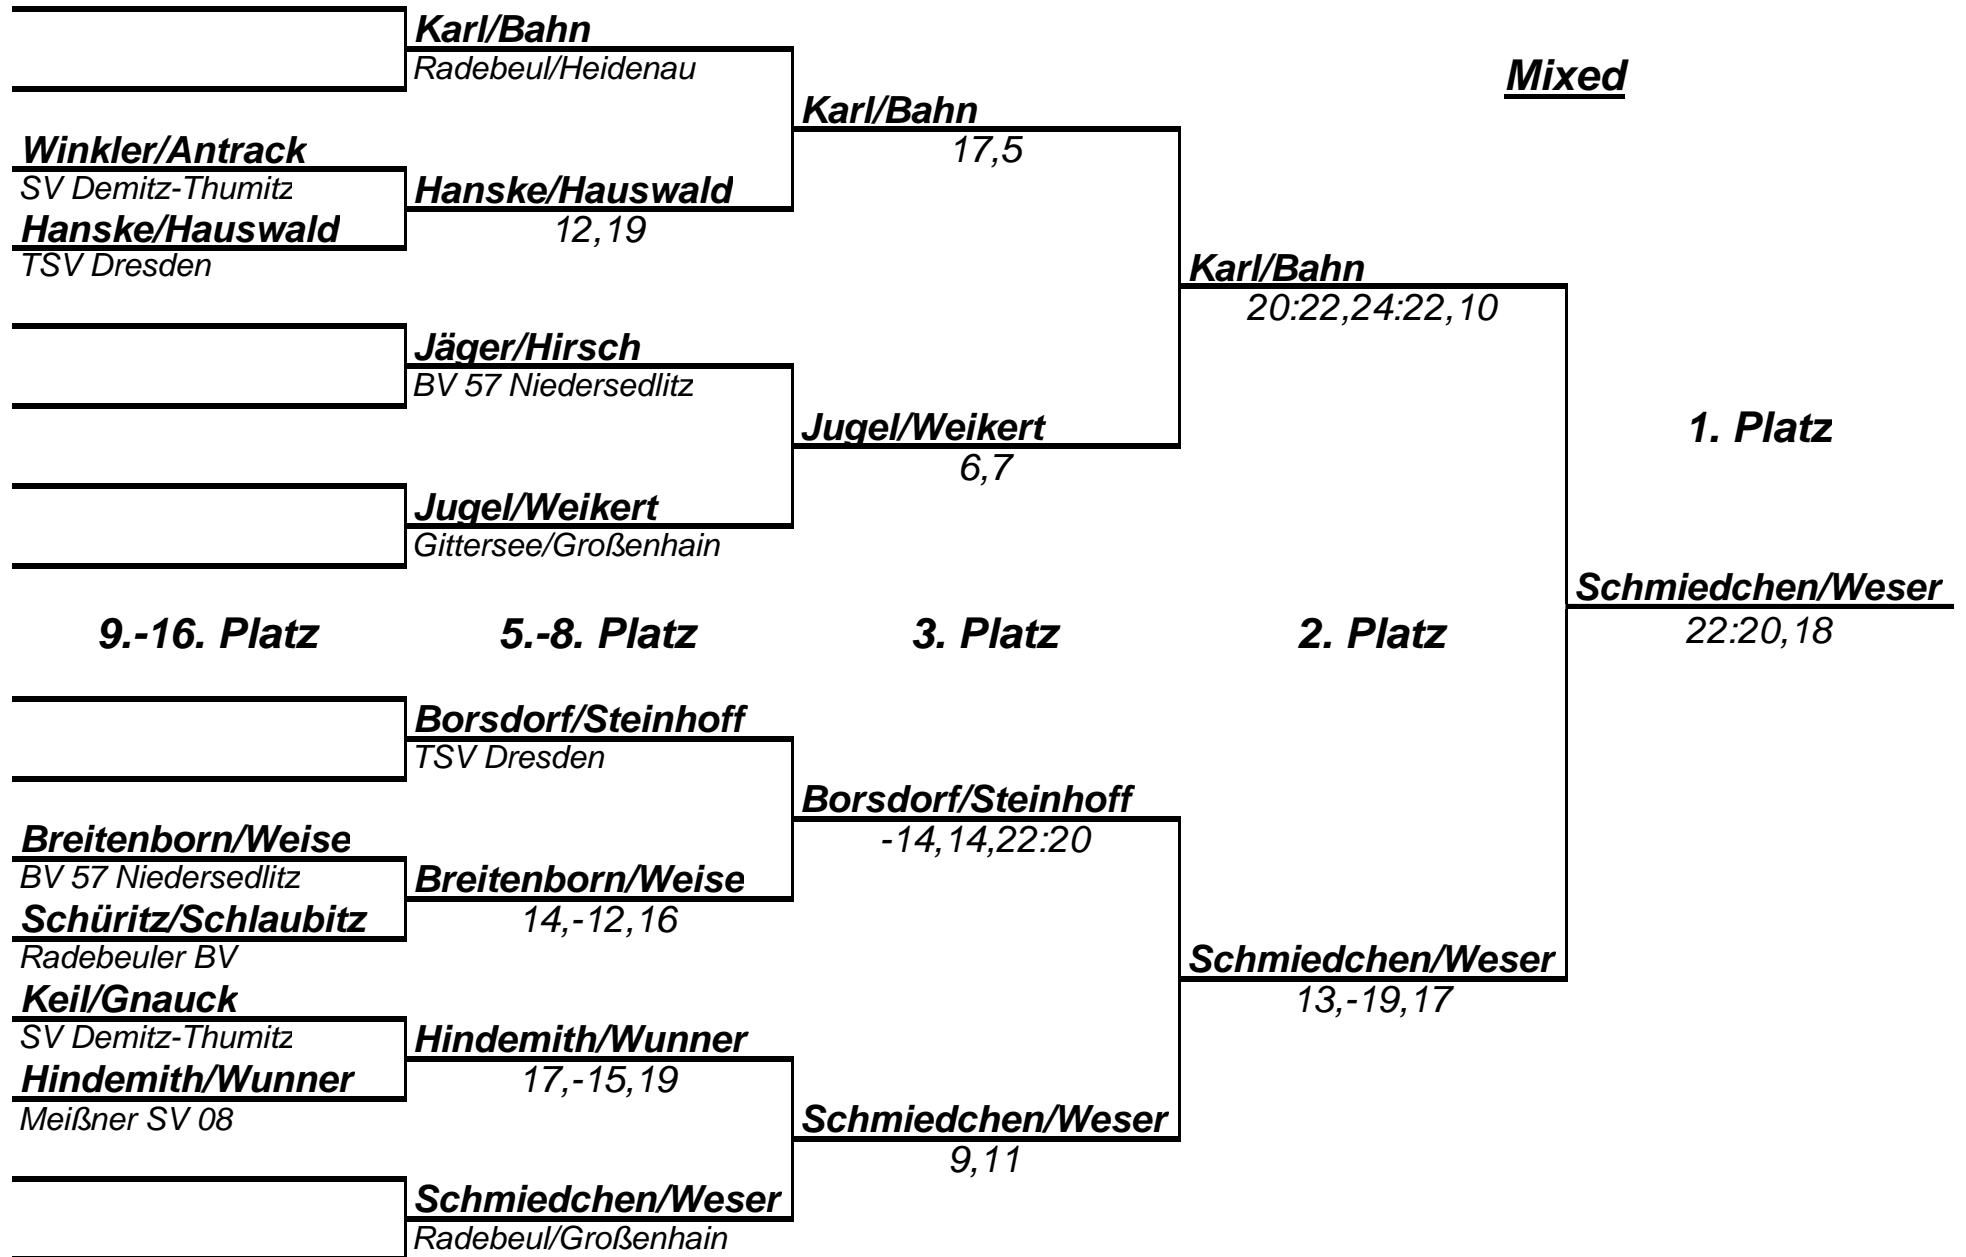 Karl/Bahn
Radebeul/Heidenau
Mixed
Karl/Bahn
17,5
Winkler/Antrack
SV Demitz-Thumitz
Hanske/Hauswald
12,19
Hanske/Hauswald
TSV Dresden
Karl/Bahn
20:22,24:22,10
Jäger/Hirsch
BV 57 Niedersedlitz
Jugel/Weikert
6,7
1. Platz
Jugel/Weikert
Gittersee/Großenhain
Schmiedchen/Weser
22:20,18
9.-16. Platz
5.-8. Platz
3. Platz
2. Platz
Borsdorf/Steinhoff
TSV Dresden
Borsdorf/Steinhoff
-14,14,22:20
Breitenborn/Weise
BV 57 Niedersedlitz
Breitenborn/Weise
14,-12,16
Schüritz/Schlaubitz
Radebeuler BV
Schmiedchen/Weser
13,-19,17
Keil/Gnauck
SV Demitz-Thumitz
Hindemith/Wunner
17,-15,19
Hindemith/Wunner
Meißner SV 08
Schmiedchen/Weser
9,11
Schmiedchen/Weser
Radebeul/Großenhain